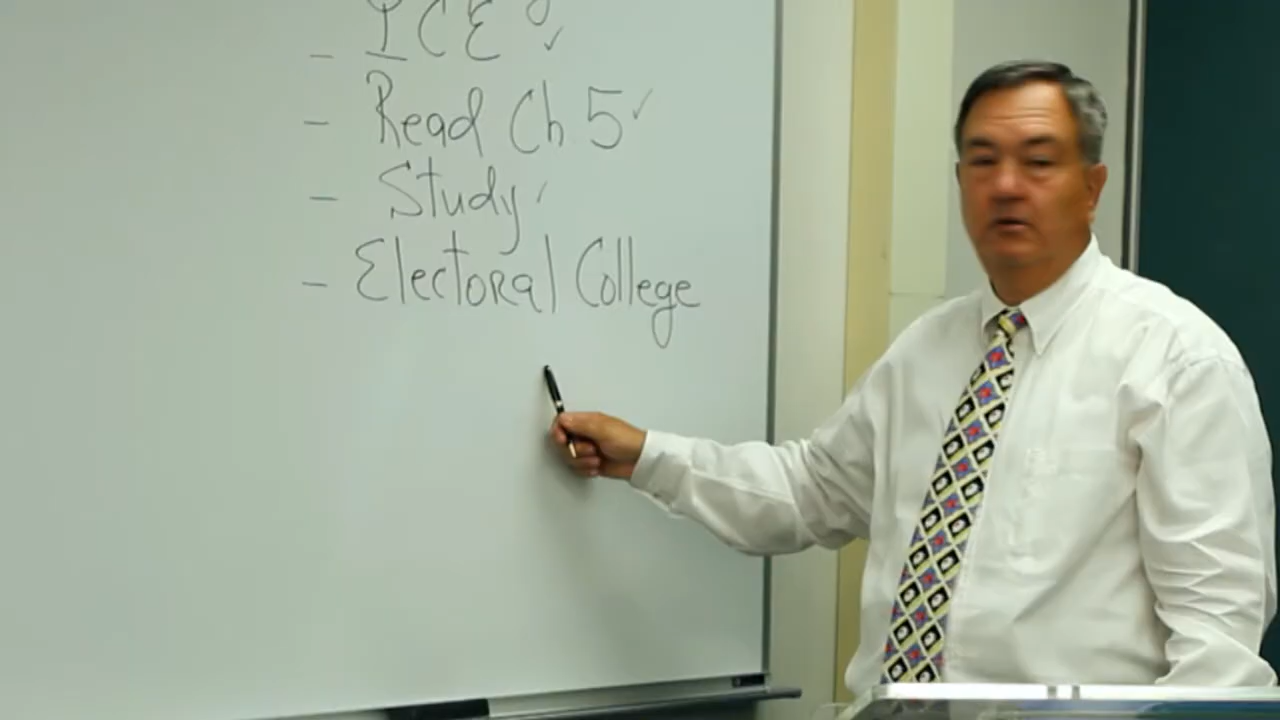 - ICE ✓
- Read Ch 5 ✓
- Study ✓
- Electoral College